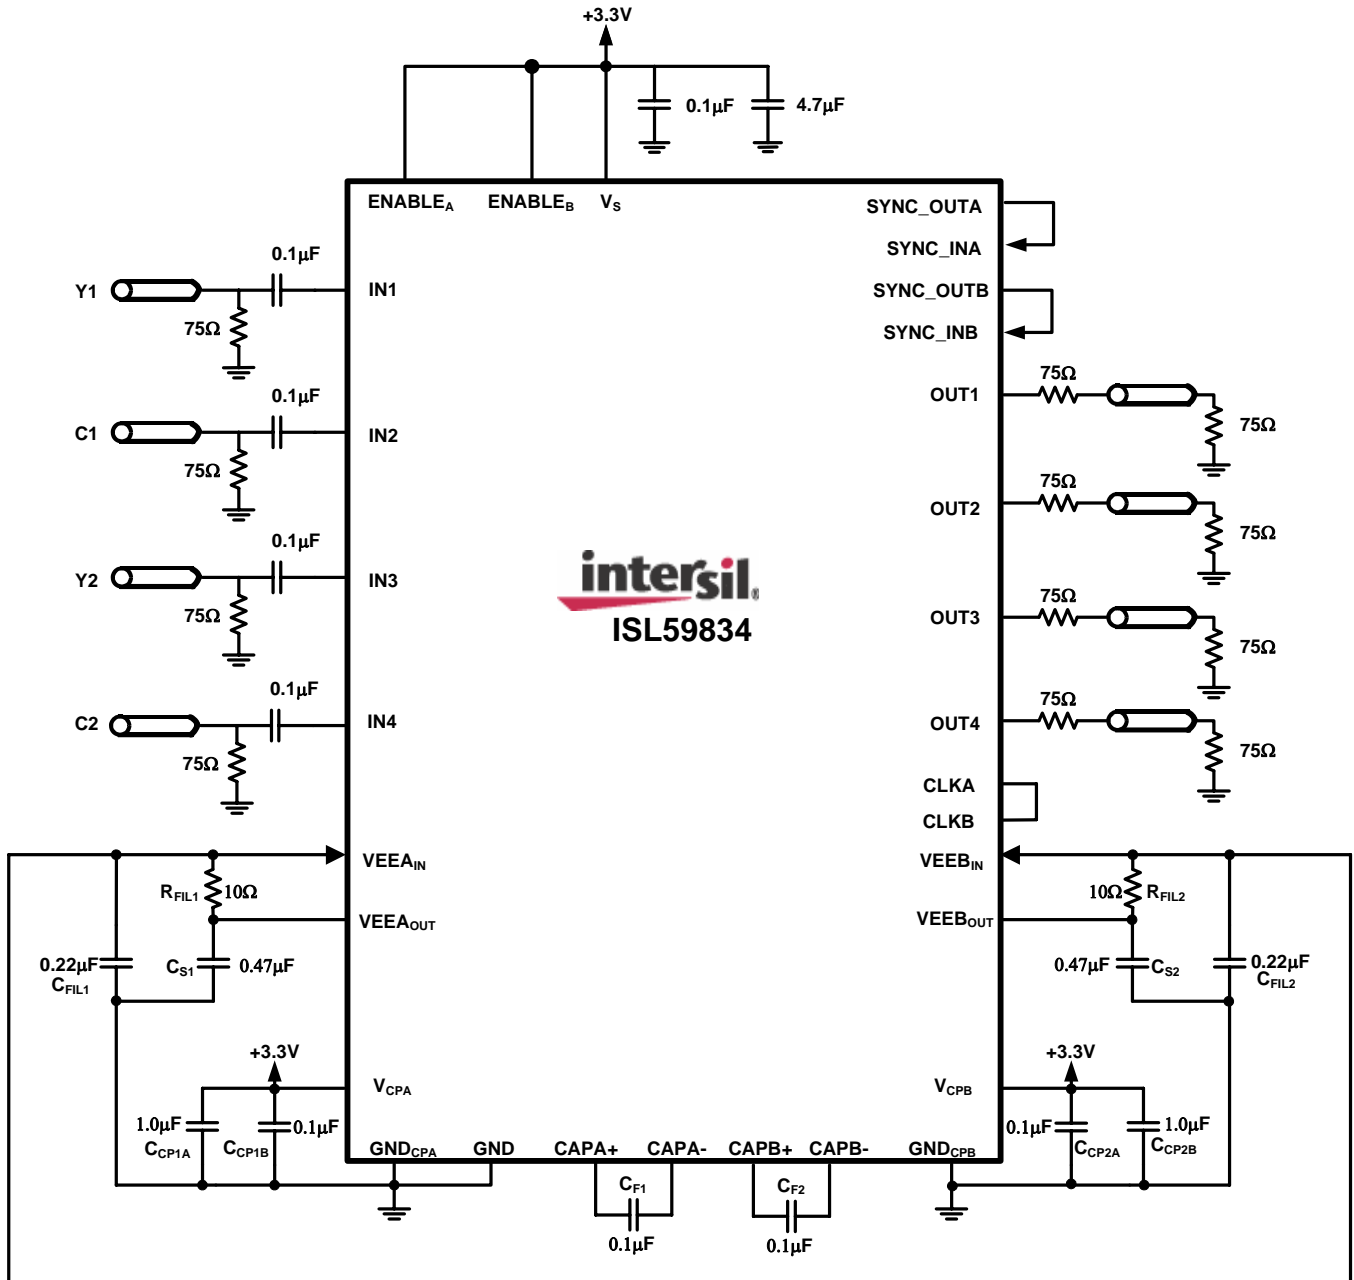 +3.3V
0.1µF
4.7µF
ENABLEA
ENABLEB
VS
SYNC_OUTA
SYNC_INA
SYNC_OUTB
SYNC_INB
0.1µF
Y1
IN1
75Ω
0.1µF
C1
IN2
75Ω
0.1µF
Y2
IN3
75Ω
0.1µF
C2
IN4
75Ω
75Ω
OUT1
75Ω
75Ω
OUT2
75Ω
75Ω
OUT3
75Ω
75Ω
OUT4
75Ω
intersil®
ISL59834
CLKA
CLKB
VEEAIN
RFIL1
10Ω
VEEAOUT
0.22µF
CFIL1
CS1
0.47µF
VEEBIN
10Ω
RFIL2
VEEBOUT
0.47µF
CS2
0.22µF
CFIL2
+3.3V
VCPA
1.0µF
CCP1A
CCP1B
0.1µF
+3.3V
VCPB
0.1µF
CCP2A
1.0µF
CCP2B
GNDCPA
GND
CAPA+
CAPA-
CAPB+
CAPB-
GNDCPB
CF1
0.1µF
CF2
0.1µF